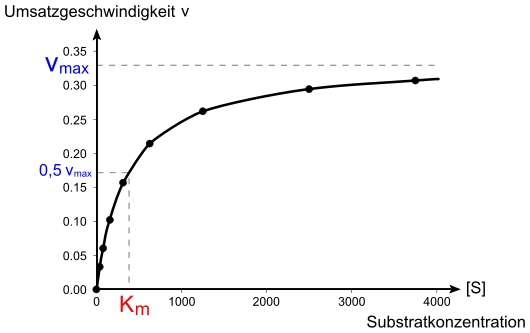 Umsatzgeschwindigkeit v
0.35
vmax
0.30
0.25
0.20
0,5 vmax
0.15
0.10
0.05
0.00
[S]
0
1000
2000
3000
4000
Km
Substratkonzentration